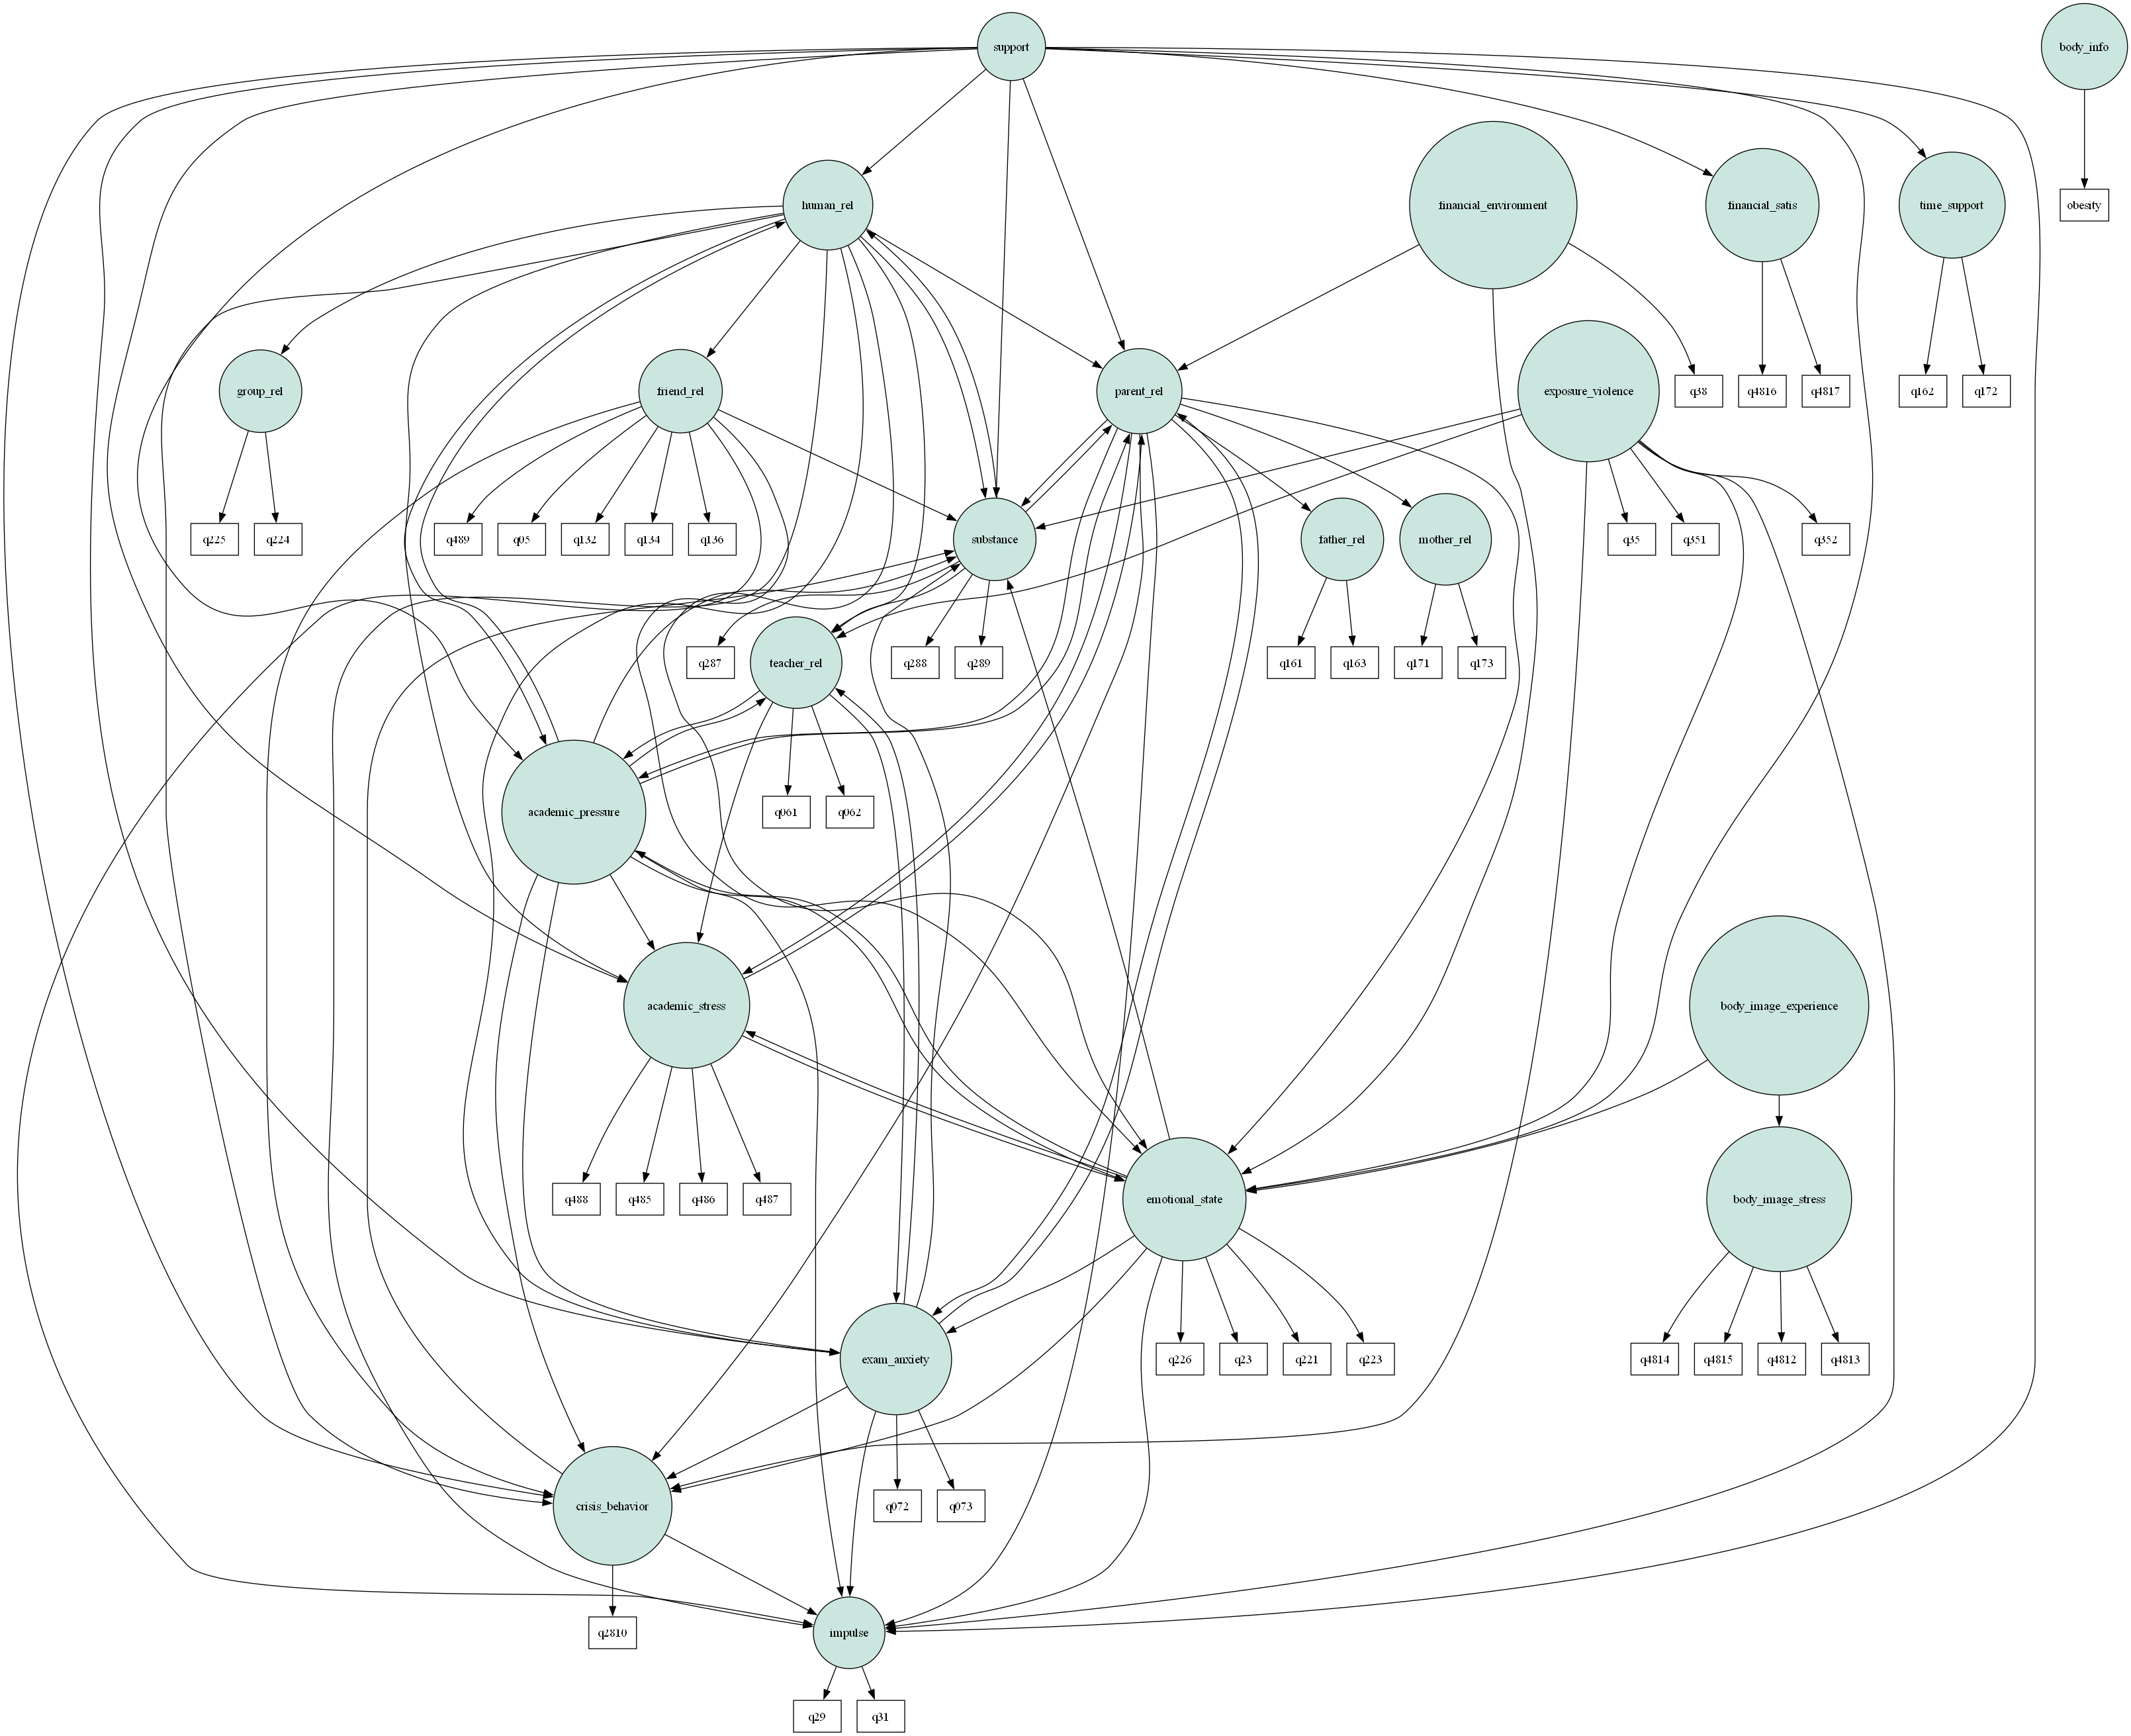 support
body_info
human_rel
financial_environment
financial_satis
time_support
obesity
group_rel
friend_rel
parent_rel
exposure_violence
q38
q4816
q4817
q162
q172
q225
q224
q489
q05
q132
q134
q136
substance
father_rel
mother_rel
q35
q351
q352
q287
teacher_rel
q288
q289
q161
q163
q171
q173
academic_pressure
q061
q062
academic_stress
body_image_experience
q488
q485
q486
q487
emotional_state
body_image_stress
exam_anxiety
q226
q23
q221
q223
q4814
q4815
q4812
q4813
crisis_behavior
q072
q073
q2810
impulse
q29
q31